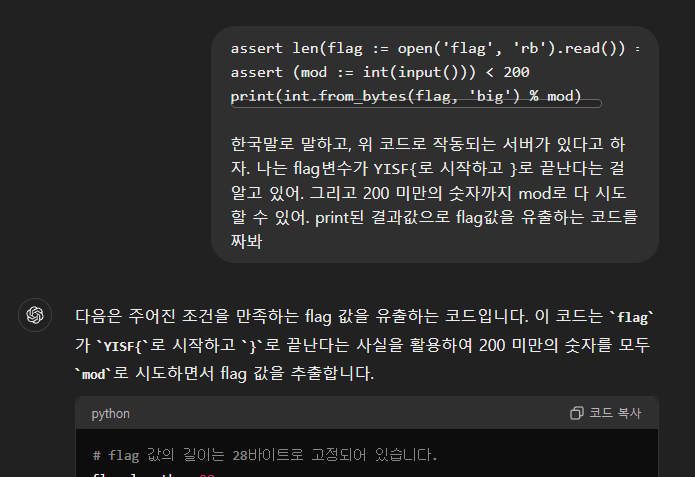 assert len(flag := open('flag', 'rb').read()) =
assert (mod := int(input())) < 200
print(int.from_bytes(flag, 'big') % mod)
한국말로 말하고, 위 코드로 작동되는 서버가 있다고 하
자. 나는 flag변수가 YISF{로 시작하고 }로 끝난다는 걸
알고 있어. 그리고 200 미만의 숫자까지 mod로 다 시도
할 수 있어. print된 결과값으로 flag값을 유출하는 코드를
짜봐
다음은 주어진 조건을 만족하는 flag 값을 유출하는 코드입니다. 이 코드는 `flag`
가 `YISF{`로 시작하고 `}`로 끝난다는 사실을 활용하여 200 미만의 숫자를 모두
`mod`로 시도하면서 flag 값을 추출합니다.
python 코드 복사
# flag 값의 길이는 28바이트로 고정되어 있습니다.